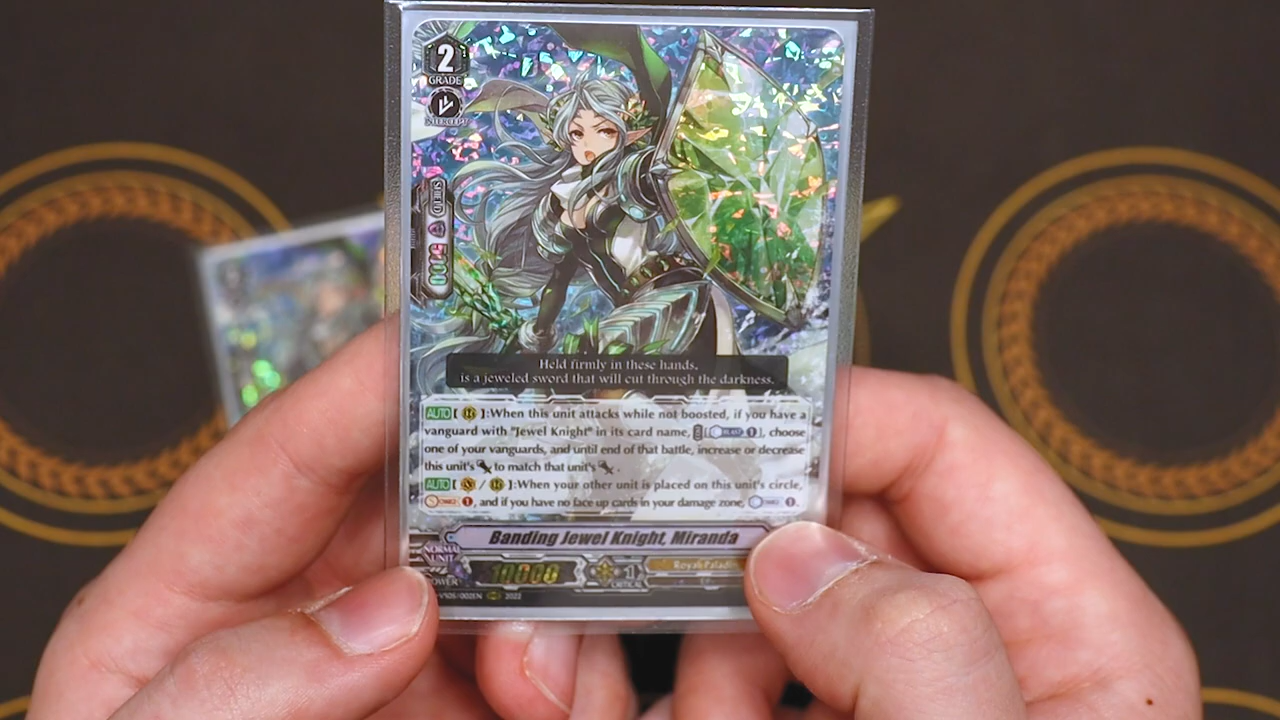 2
GRADE
INTERCEPT
SHIELD 5000
Held firmly in these hands,
is a jeweled sword that will cut through the darkness.
AUTO [ ]:When this unit attacks while not boosted, if you have a
vanguard with "Jewel Knight" in its card name, [ BLAST 1], choose
one of your vanguards, and until end of that battle, increase or decrease
this unit's to match that unit's .
AUTO [ / ]:When your other unit is placed on this unit's circle,
1, and if you have no face up cards in your damage zone, 1.
Banding Jewel Knight, Miranda
NORMAL
UNIT
POWER 10000
1
CRITICAL
Royal Paladi
V105/002EN 2022